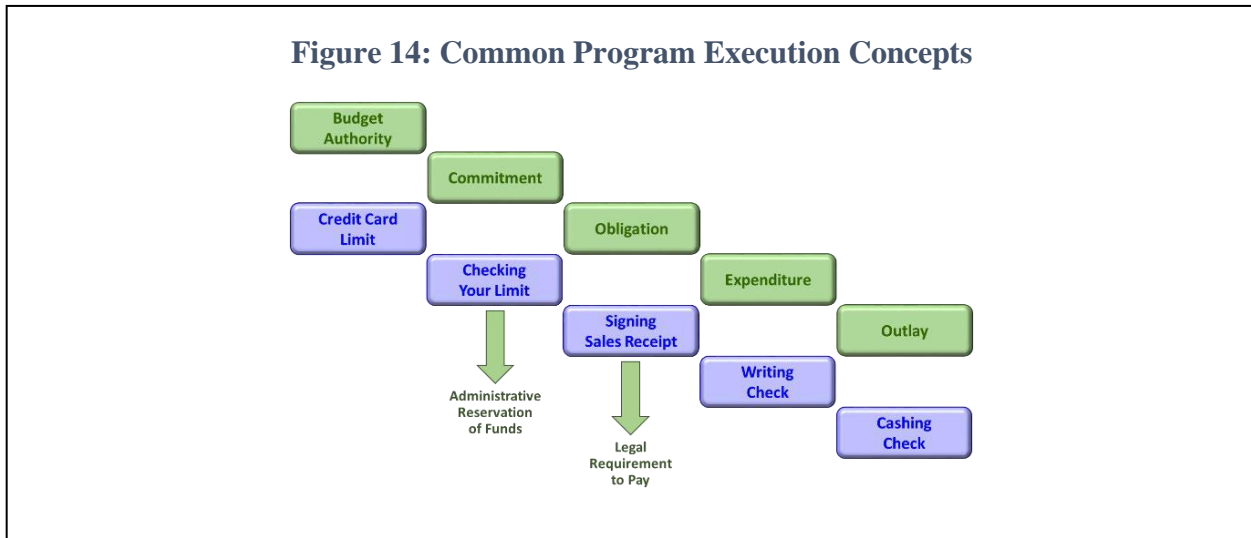 Figure 14: Common Program Execution Concepts
Budget
Authority
Commitment
Credit Card
Limit
Obligation
Checking
Your Limit
Expenditure
Signing
Sales Receipt
Outlay
Writing
Check
Administrative
Reservation
of Funds
Cashing
Check
Legal
Requirement
to Pay